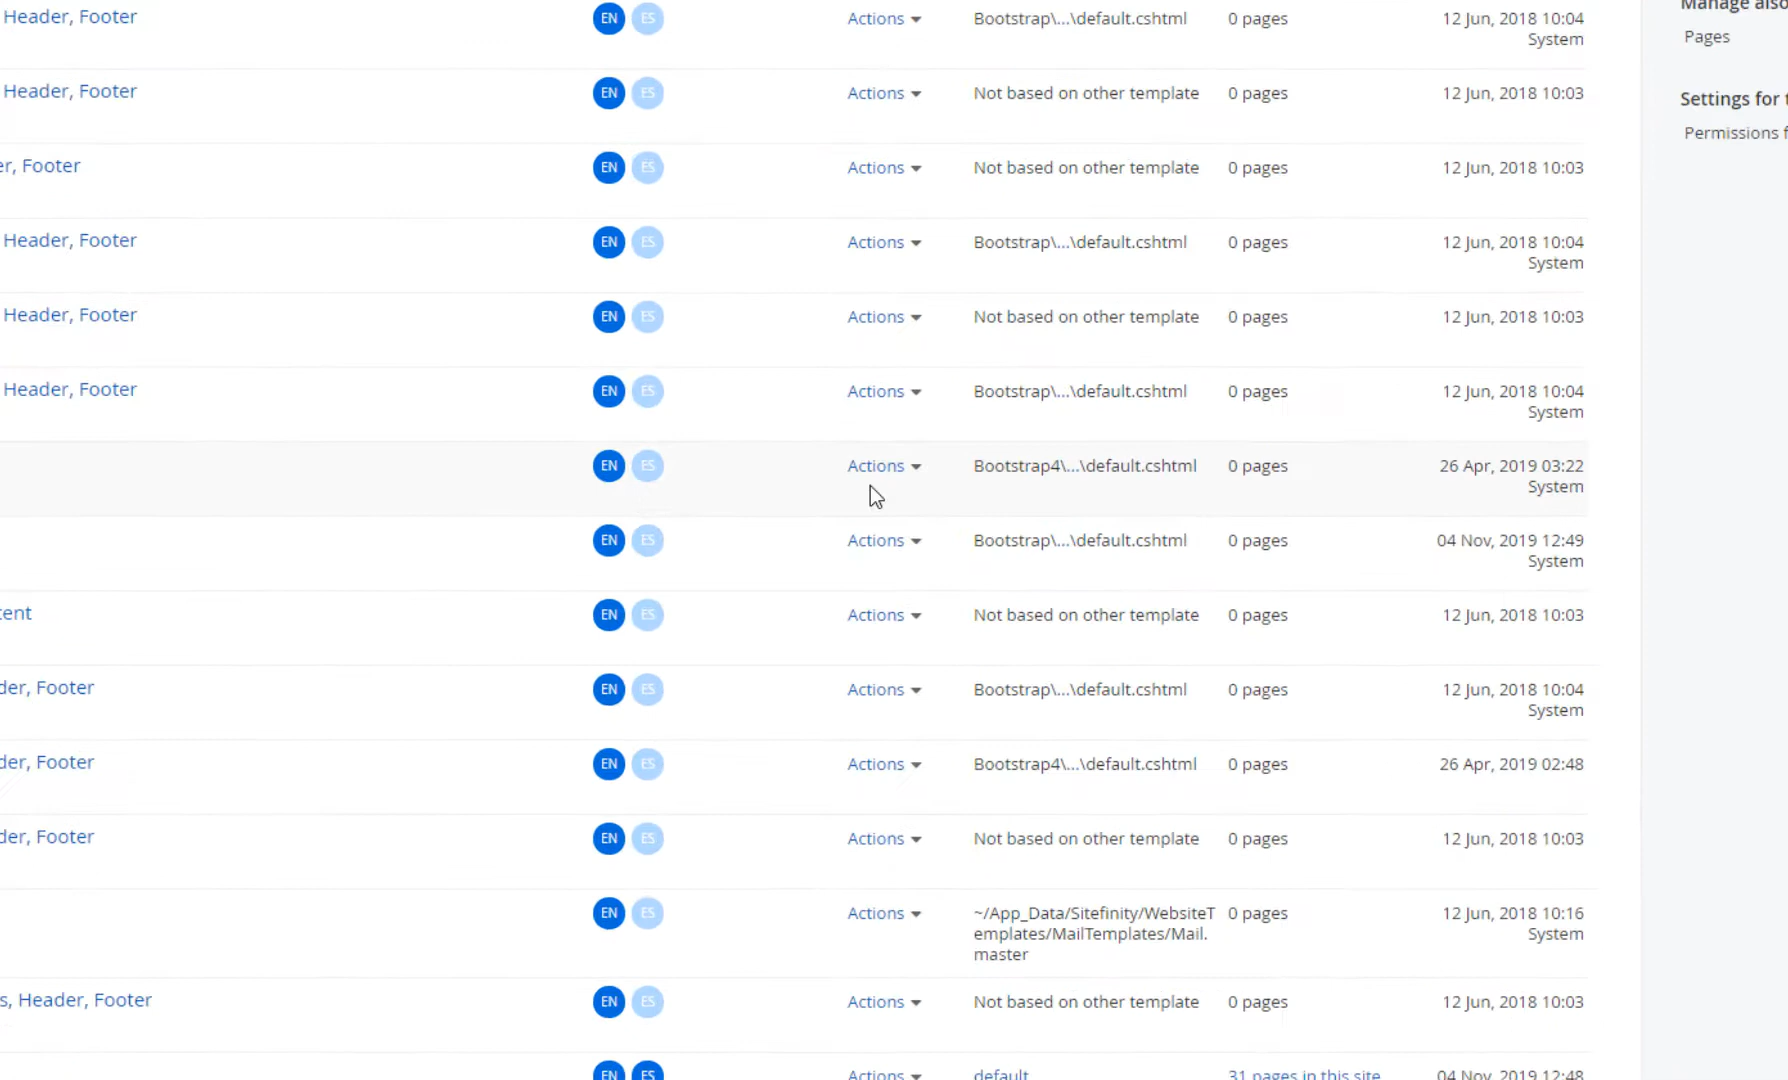 Header, Footer EN ES Actions Bootstrap\...\default.cshtml 0 pages 12 Jun, 2018 10:04
System
Header, Footer EN ES Actions Not based on other template 0 pages 12 Jun, 2018 10:03
er, Footer EN ES Actions Not based on other template 0 pages 12 Jun, 2018 10:03
Header, Footer EN ES Actions Bootstrap\...\default.cshtml 0 pages 12 Jun, 2018 10:04
System
Header, Footer EN ES Actions Not based on other template 0 pages 12 Jun, 2018 10:03
Header, Footer EN ES Actions Bootstrap\...\default.cshtml 0 pages 12 Jun, 2018 10:04
System
EN ES Actions Bootstrap4\...\default.cshtml 0 pages 26 Apr, 2019 03:22
System
EN ES Actions Bootstrap\...\default.cshtml 0 pages 04 Nov, 2019 12:49
System
tent EN ES Actions Not based on other template 0 pages 12 Jun, 2018 10:03
der, Footer EN ES Actions Bootstrap\...\default.cshtml 0 pages 12 Jun, 2018 10:04
System
der, Footer EN ES Actions Bootstrap4\...\default.cshtml 0 pages 26 Apr, 2019 02:48
der, Footer EN ES Actions Not based on other template 0 pages 12 Jun, 2018 10:03
EN ES Actions ~/App_Data/Sitefinity/WebsiteT 0 pages 12 Jun, 2018 10:16
emplates/MailTemplates/Mail. System
master
s, Header, Footer EN ES Actions Not based on other template 0 pages 12 Jun, 2018 10:03
EN ES Actions default 31 pages in this site 04 Nov, 2019 12:48
Manage also
Pages
Settings for t
Permissions f